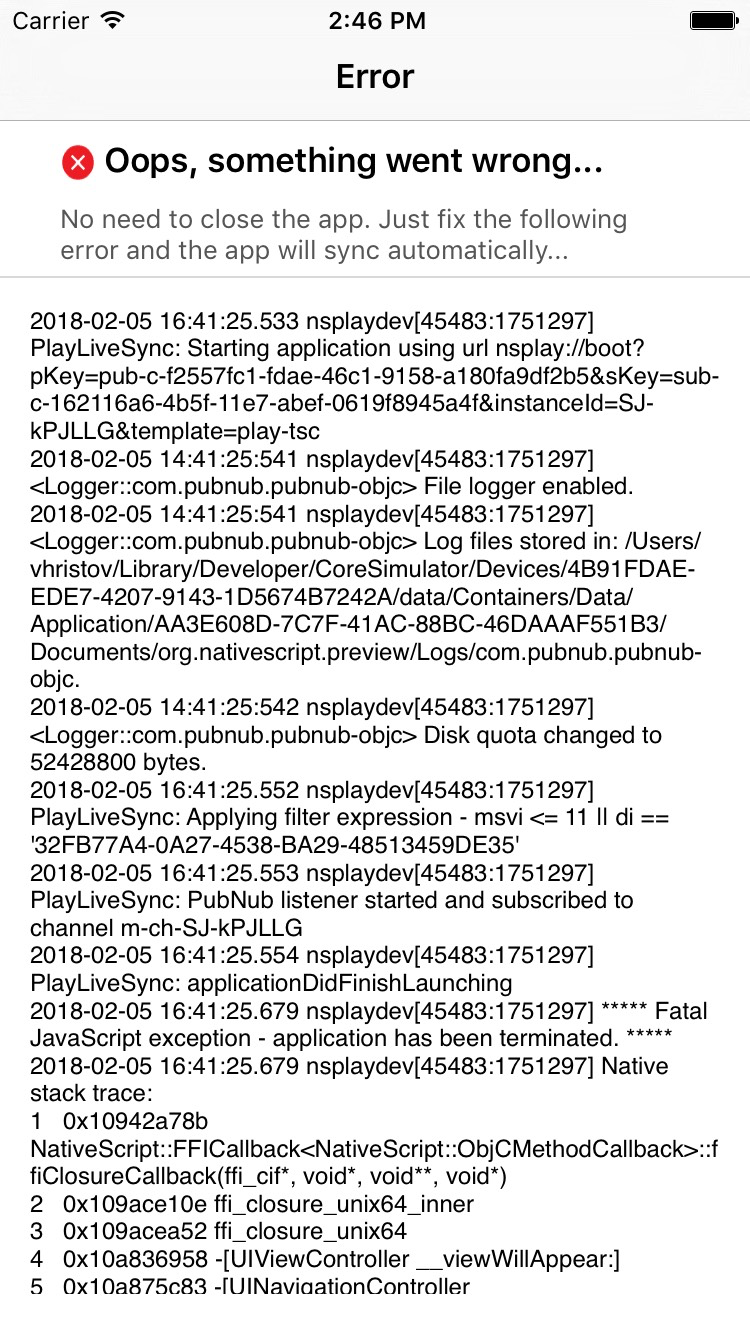 Carrier 2:46 PM
Error
Oops, something went wrong...
No need to close the app. Just fix the following
error and the app will sync automatically...
2018-02-05 16:41:25.533 nsplaydev[45483:1751297]
PlayLiveSync: Starting application using url nsplay://boot?
pKey=pub-c-f2557fc1-fdae-46c1-9158-a180fa9df2b5&sKey=sub-
c-162116a6-4b5f-11e7-abef-0619f8945a4f&instanceId=SJ-
kPJLLG&template=play-tsc
2018-02-05 14:41:25:541 nsplaydev[45483:1751297]
<Logger::com.pubnub.pubnub-objc> File logger enabled.
2018-02-05 14:41:25:541 nsplaydev[45483:1751297]
<Logger::com.pubnub.pubnub-objc> Log files stored in: /Users/
vhristov/Library/Developer/CoreSimulator/Devices/4B91FDAE-
EDE7-4207-9143-1D5674B7242A/data/Containers/Data/
Application/AA3E608D-7C7F-41AC-88BC-46DAAAF551B3/
Documents/org.nativescript.preview/Logs/com.pubnub.pubnub-
objc.
2018-02-05 14:41:25:542 nsplaydev[45483:1751297]
<Logger::com.pubnub.pubnub-objc> Disk quota changed to
52428800 bytes.
2018-02-05 16:41:25.552 nsplaydev[45483:1751297]
PlayLiveSync: Applying filter expression - msvi <= 11 || di ==
'32FB77A4-0A27-4538-BA29-48513459DE35'
2018-02-05 16:41:25.553 nsplaydev[45483:1751297]
PlayLiveSync: PubNub listener started and subscribed to
channel m-ch-SJ-kPJLLG
2018-02-05 16:41:25.554 nsplaydev[45483:1751297]
PlayLiveSync: applicationDidFinishLaunching
2018-02-05 16:41:25.679 nsplaydev[45483:1751297] ***** Fatal
JavaScript exception - application has been terminated. *****
2018-02-05 16:41:25.679 nsplaydev[45483:1751297] Native
stack trace:
1 0x10942a78b
NativeScript::FFICallback<NativeScript::ObjCMethodCallback>::f
fiClosureCallback(ffi_cif*, void*, void**, void*)
2 0x109ace10e ffi_closure_unix64_inner
3 0x109acea52 ffi_closure_unix64
4 0x10a836958 -[UIViewController __viewWillAppear:]
5 0x10a875c83 -[UINavigationController